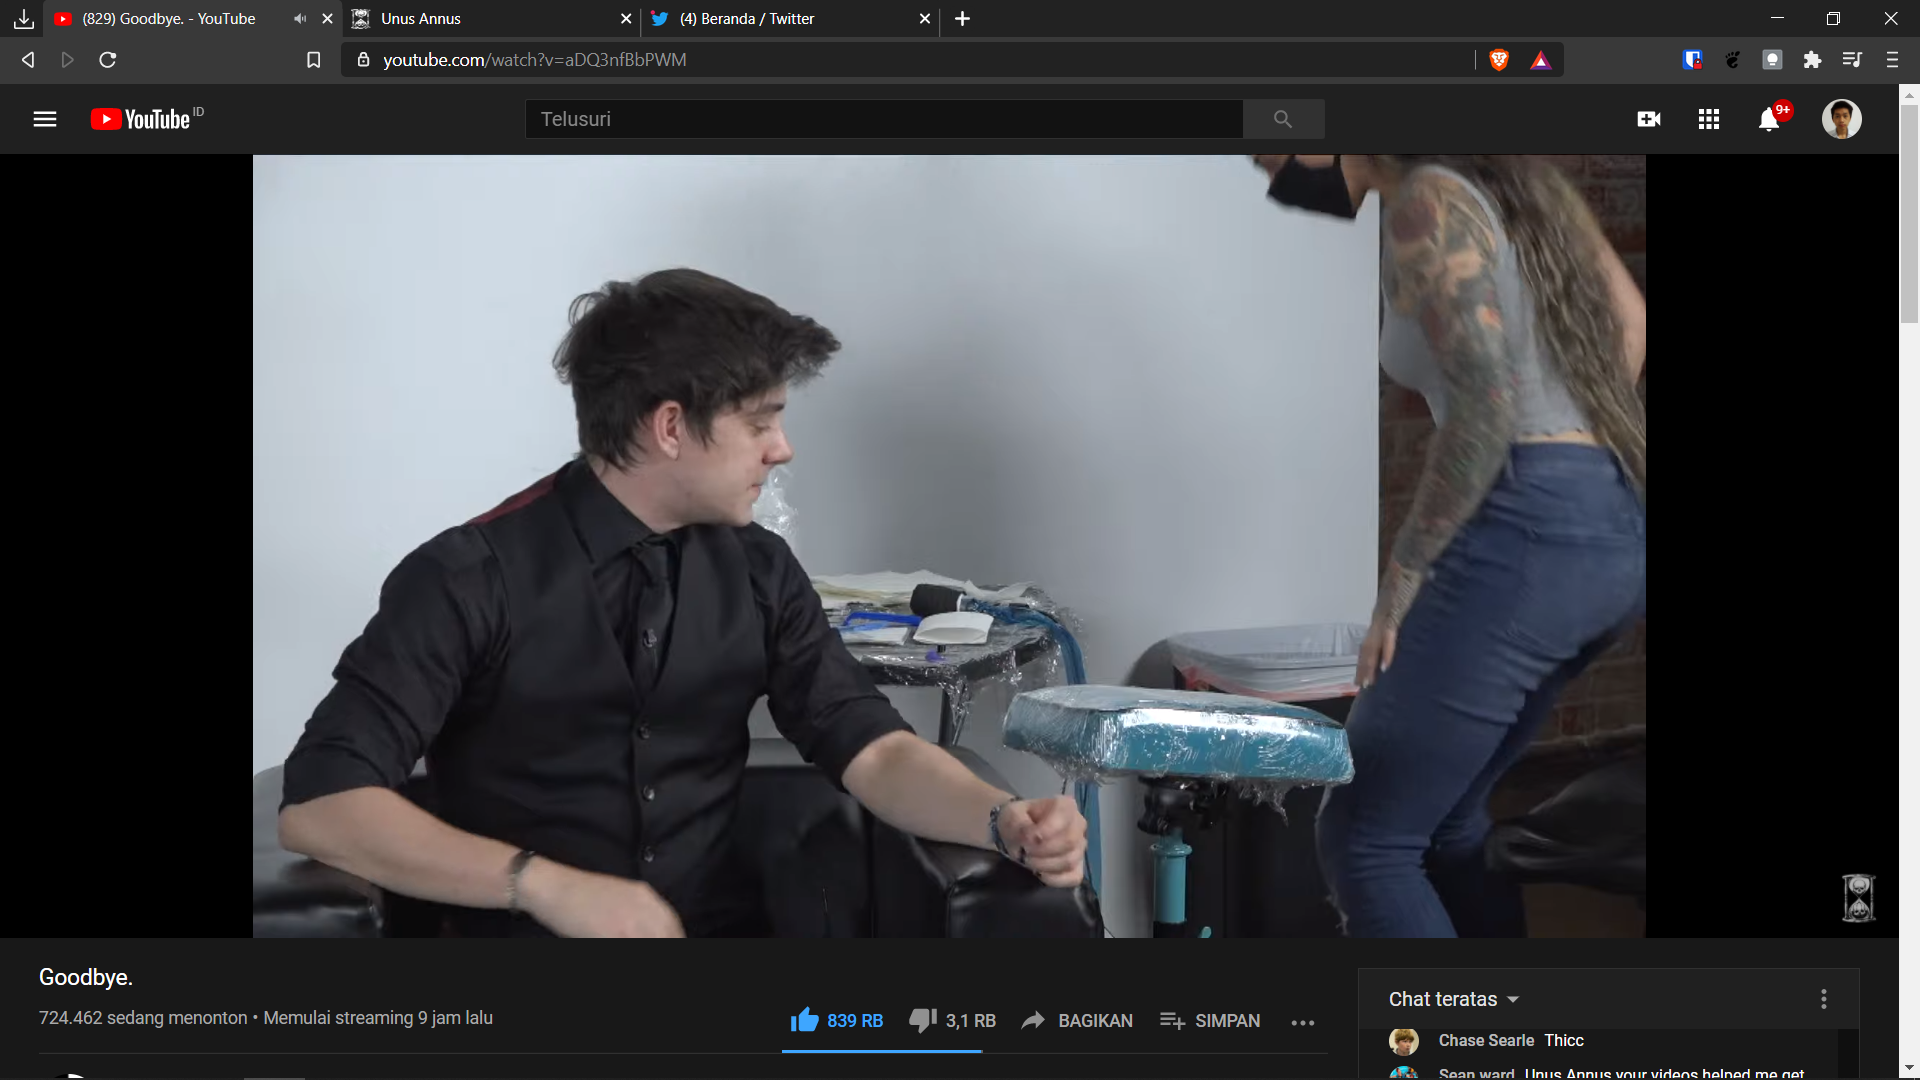 (829) Goodbye. - YouTube
Unus Annus
(4) Beranda / Twitter
youtube.com/watch?v=aDQ3nfBbPWM
YouTube ID
Telusuri
9+
Goodbye.
724.462 sedang menonton • Memulai streaming 9 jam lalu
839 RB
3,1 RB
BAGIKAN
SIMPAN
Chat teratas
Chase Searle Thicc
Sean ward Unus Annus your videos helped me get